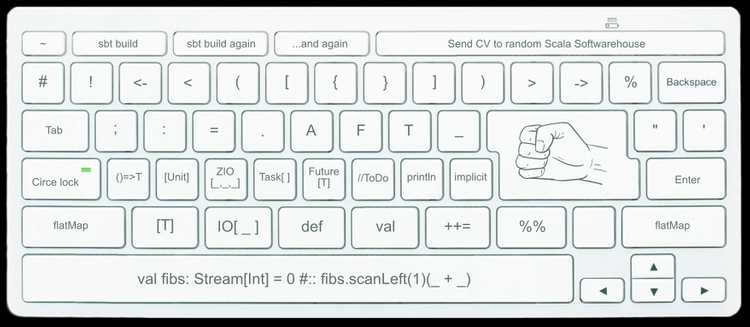 ~ sbt build sbt build again ...and again Send CV to random Scala Softwarehouse
# ! <- < ( [ { } ] ) > -> % Backspace
Tab ; : = . A F T _ " '
Circe lock ()=>T [Unit] ZIO [_,_,_] Task[ ] Future [T] //ToDo println implicit Enter
flatMap [T] IO[ _ ] def val ++= %% flatMap
val fibs: Stream[Int] = 0 #:: fibs.scanLeft(1)(_ + _) ◄ ▲ ▼ ►